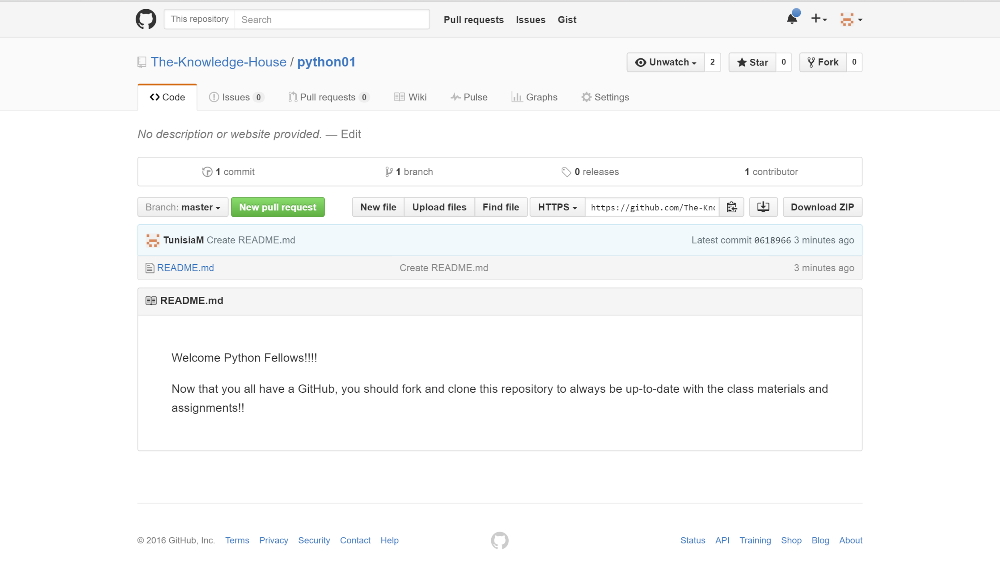 This repository Search Pull requests Issues Gist
The-Knowledge-House / python01 Unwatch 2 Star 0 Fork 0
Code Issues 0 Pull requests 0 Wiki Pulse Graphs Settings
No description or website provided. — Edit
1 commit 1 branch 0 releases 1 contributor
Branch: master New pull request New file Upload files Find file HTTPS https://github.com/The-Kno Download ZIP
TunisiaM Create README.md Latest commit 0618966 3 minutes ago
README.md Create README.md 3 minutes ago
README.md
Welcome Python Fellows!!!!
Now that you all have a GitHub, you should fork and clone this repository to always be up-to-date with the class materials and
assignments!!
© 2016 GitHub, Inc. Terms Privacy Security Contact Help Status API Training Shop Blog About